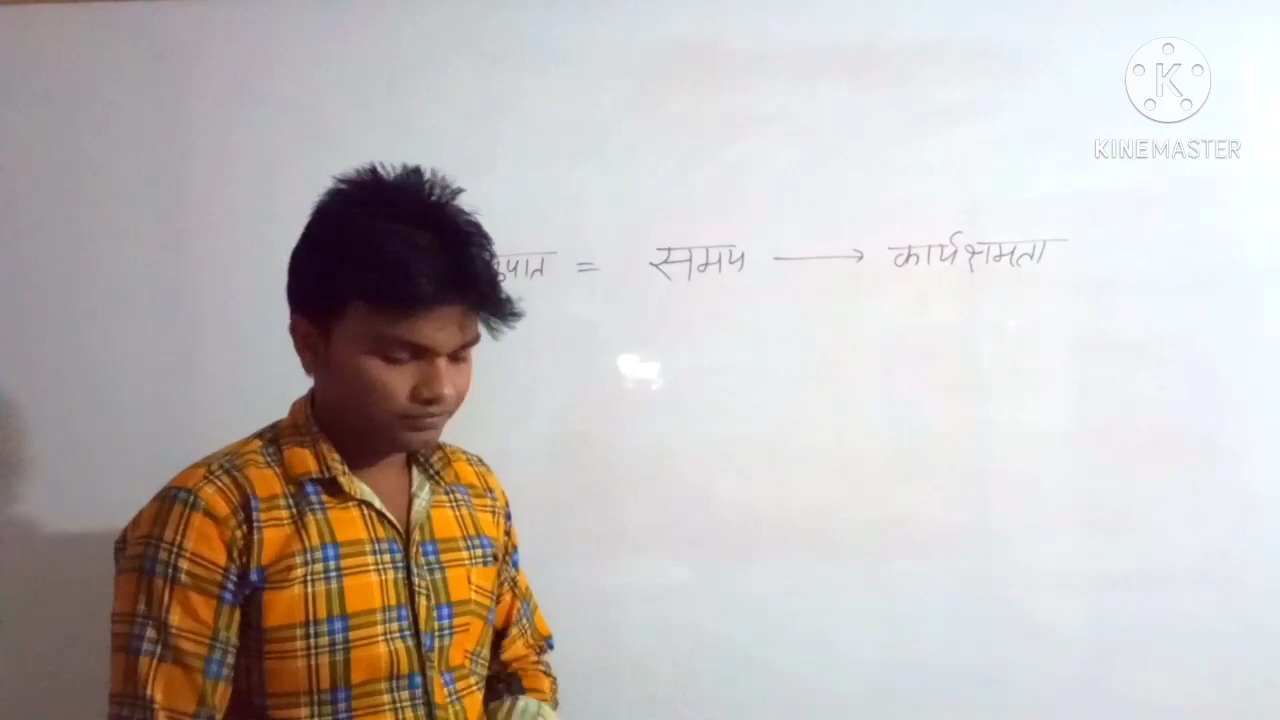 = समय → कार्यक्षमता
K
KINEMASTER